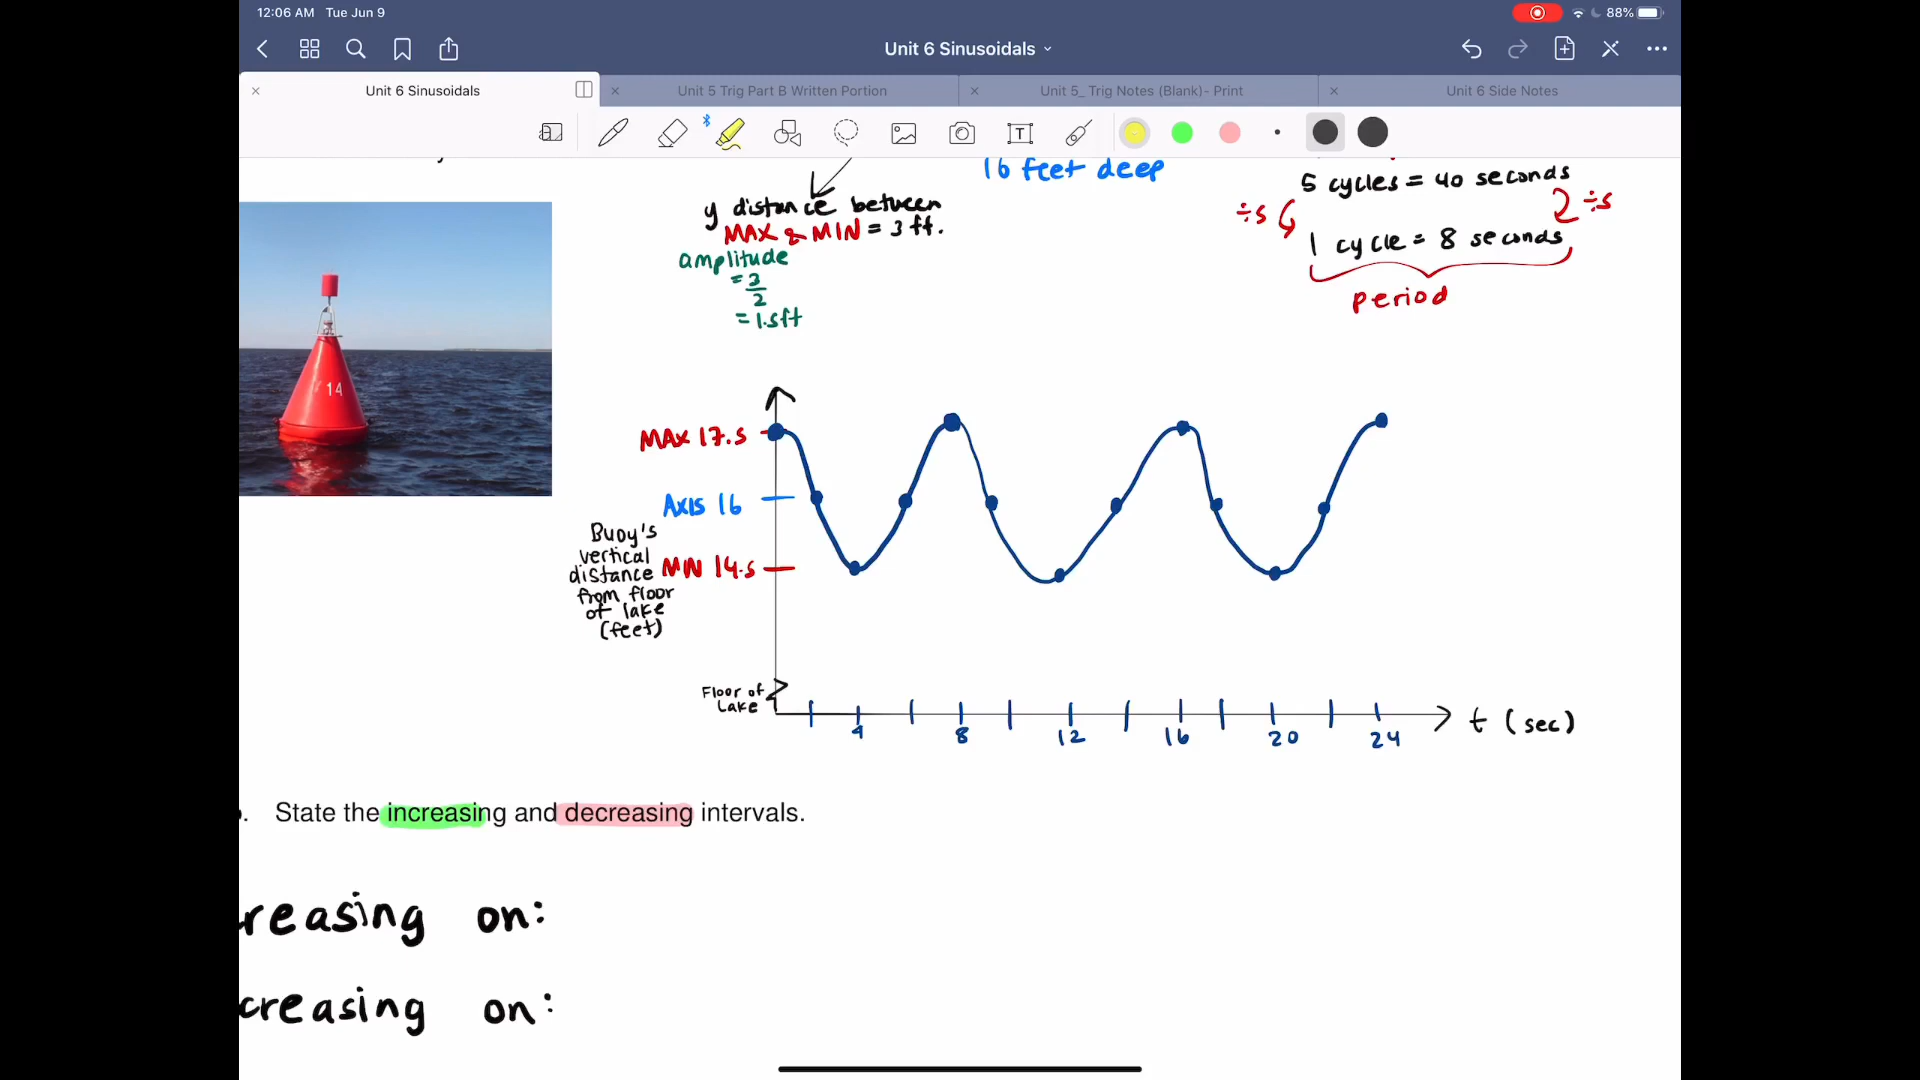 12:06 AM Tue Jun 9
88%
Unit 6 Sinusoidals
Unit 6 Sinusoidals
Unit 5 Trig Part B Written Portion
Unit 5_ Trig Notes (Blank)- Print
Unit 6 Side Notes
T
16 feet deep
5 cycles = 40 seconds
÷5
÷5
1 cycle = 8 seconds
period
y distance between
MAX & MIN = 3 ft.
amplitude
= 3
2
= 1.5ft
14
MAX 17.5
AXIS 16
MIN 14.5
Buoy's
vertical
distance
from floor
of lake
(feet)
Floor of
Lake
4
8
12
16
20
24
t (sec)
State the increasing and decreasing intervals.
creasing on:
creasing on: